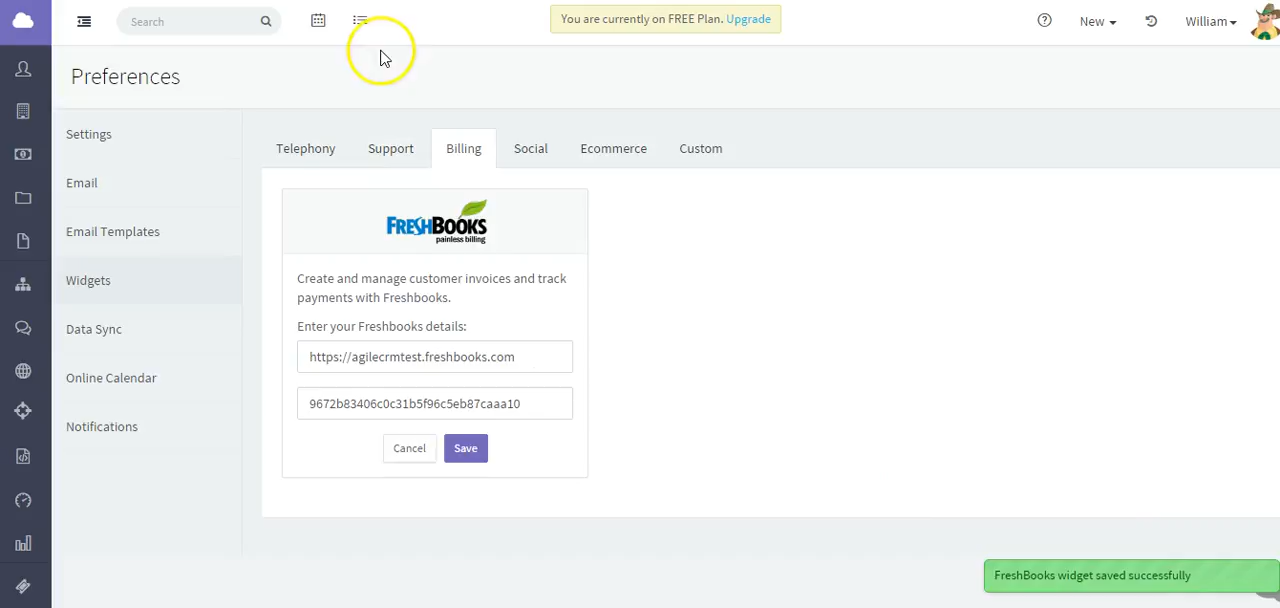 Search
You are currently on FREE Plan. Upgrade
New
William
Preferences
Settings
Email
Email Templates
Widgets
Data Sync
Online Calendar
Notifications
Telephony
Support
Billing
Social
Ecommerce
Custom
FRESHBOOKS
painless billing
Create and manage customer invoices and track
payments with Freshbooks.
Enter your Freshbooks details:
https://agilecrmtest.freshbooks.com
9672b83406c0c31b5f96c5eb87caaa10
Cancel
Save
FreshBooks widget saved successfully